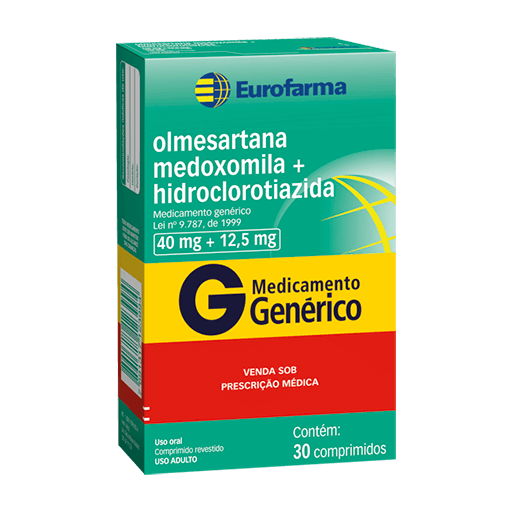 Eurofarma
olmesartana
medoxomila +
hidroclorotiazida
Medicamento genérico
Lei nº 9.787, de 1999
40 mg + 12,5 mg
G Medicamento
Genérico
VENDA SOB
PRESCRIÇÃO MÉDICA
Uso oral
Comprimido revestido
USO ADULTO
Contém:
30 comprimidos